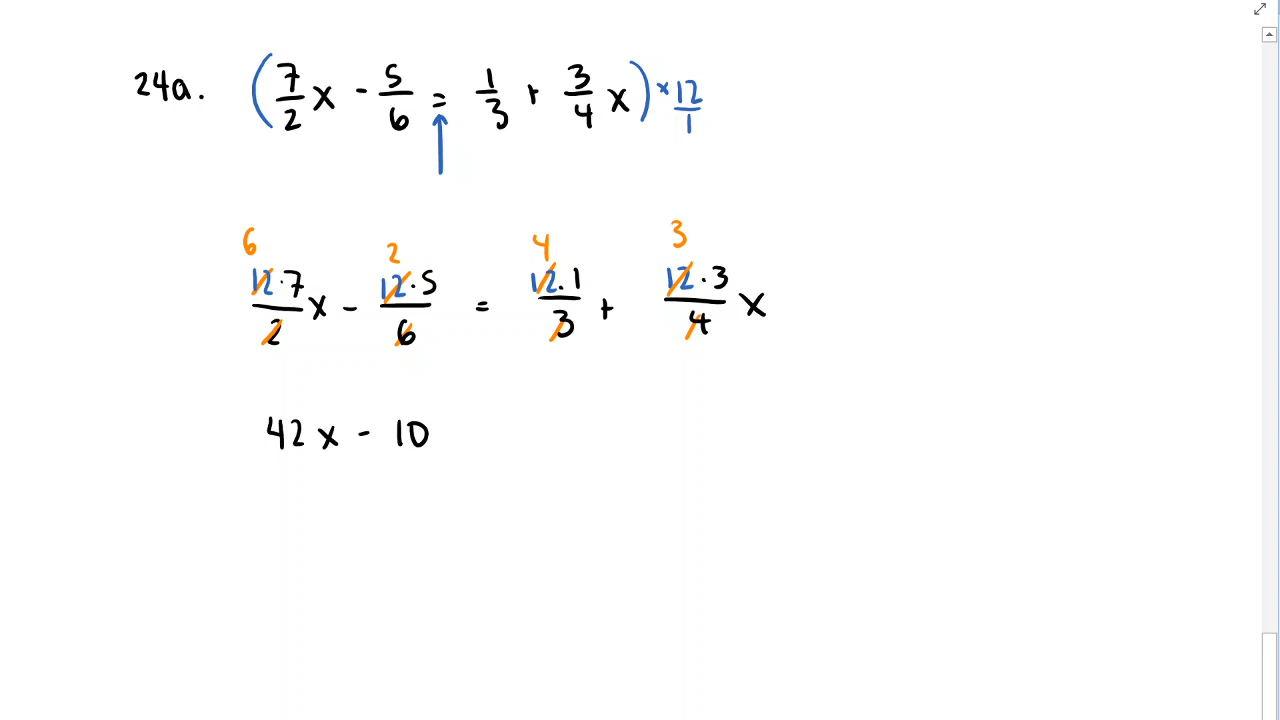 24a. (7/2 x - 5/6 = 1/3 + 3/4 x) × 12/1
6 2 4 3
12·7/2 x - 12·5/6 = 12·1/3 + 12·3/4 x
42x - 10